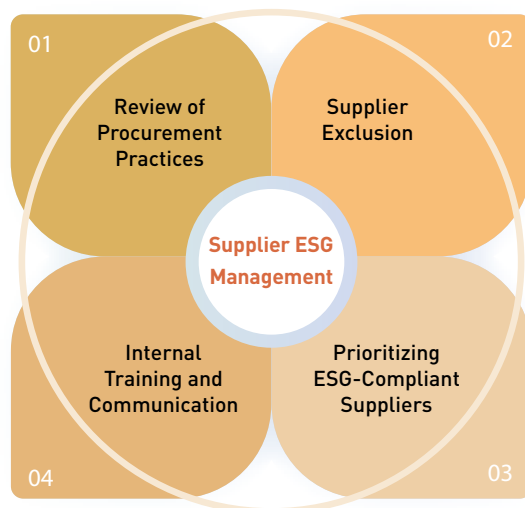 01
Review of
Procurement
Practices
02
Supplier
Exclusion
Supplier ESG
Management
Internal
Training and
Communication
04
Prioritizing
ESG-Compliant
Suppliers
03